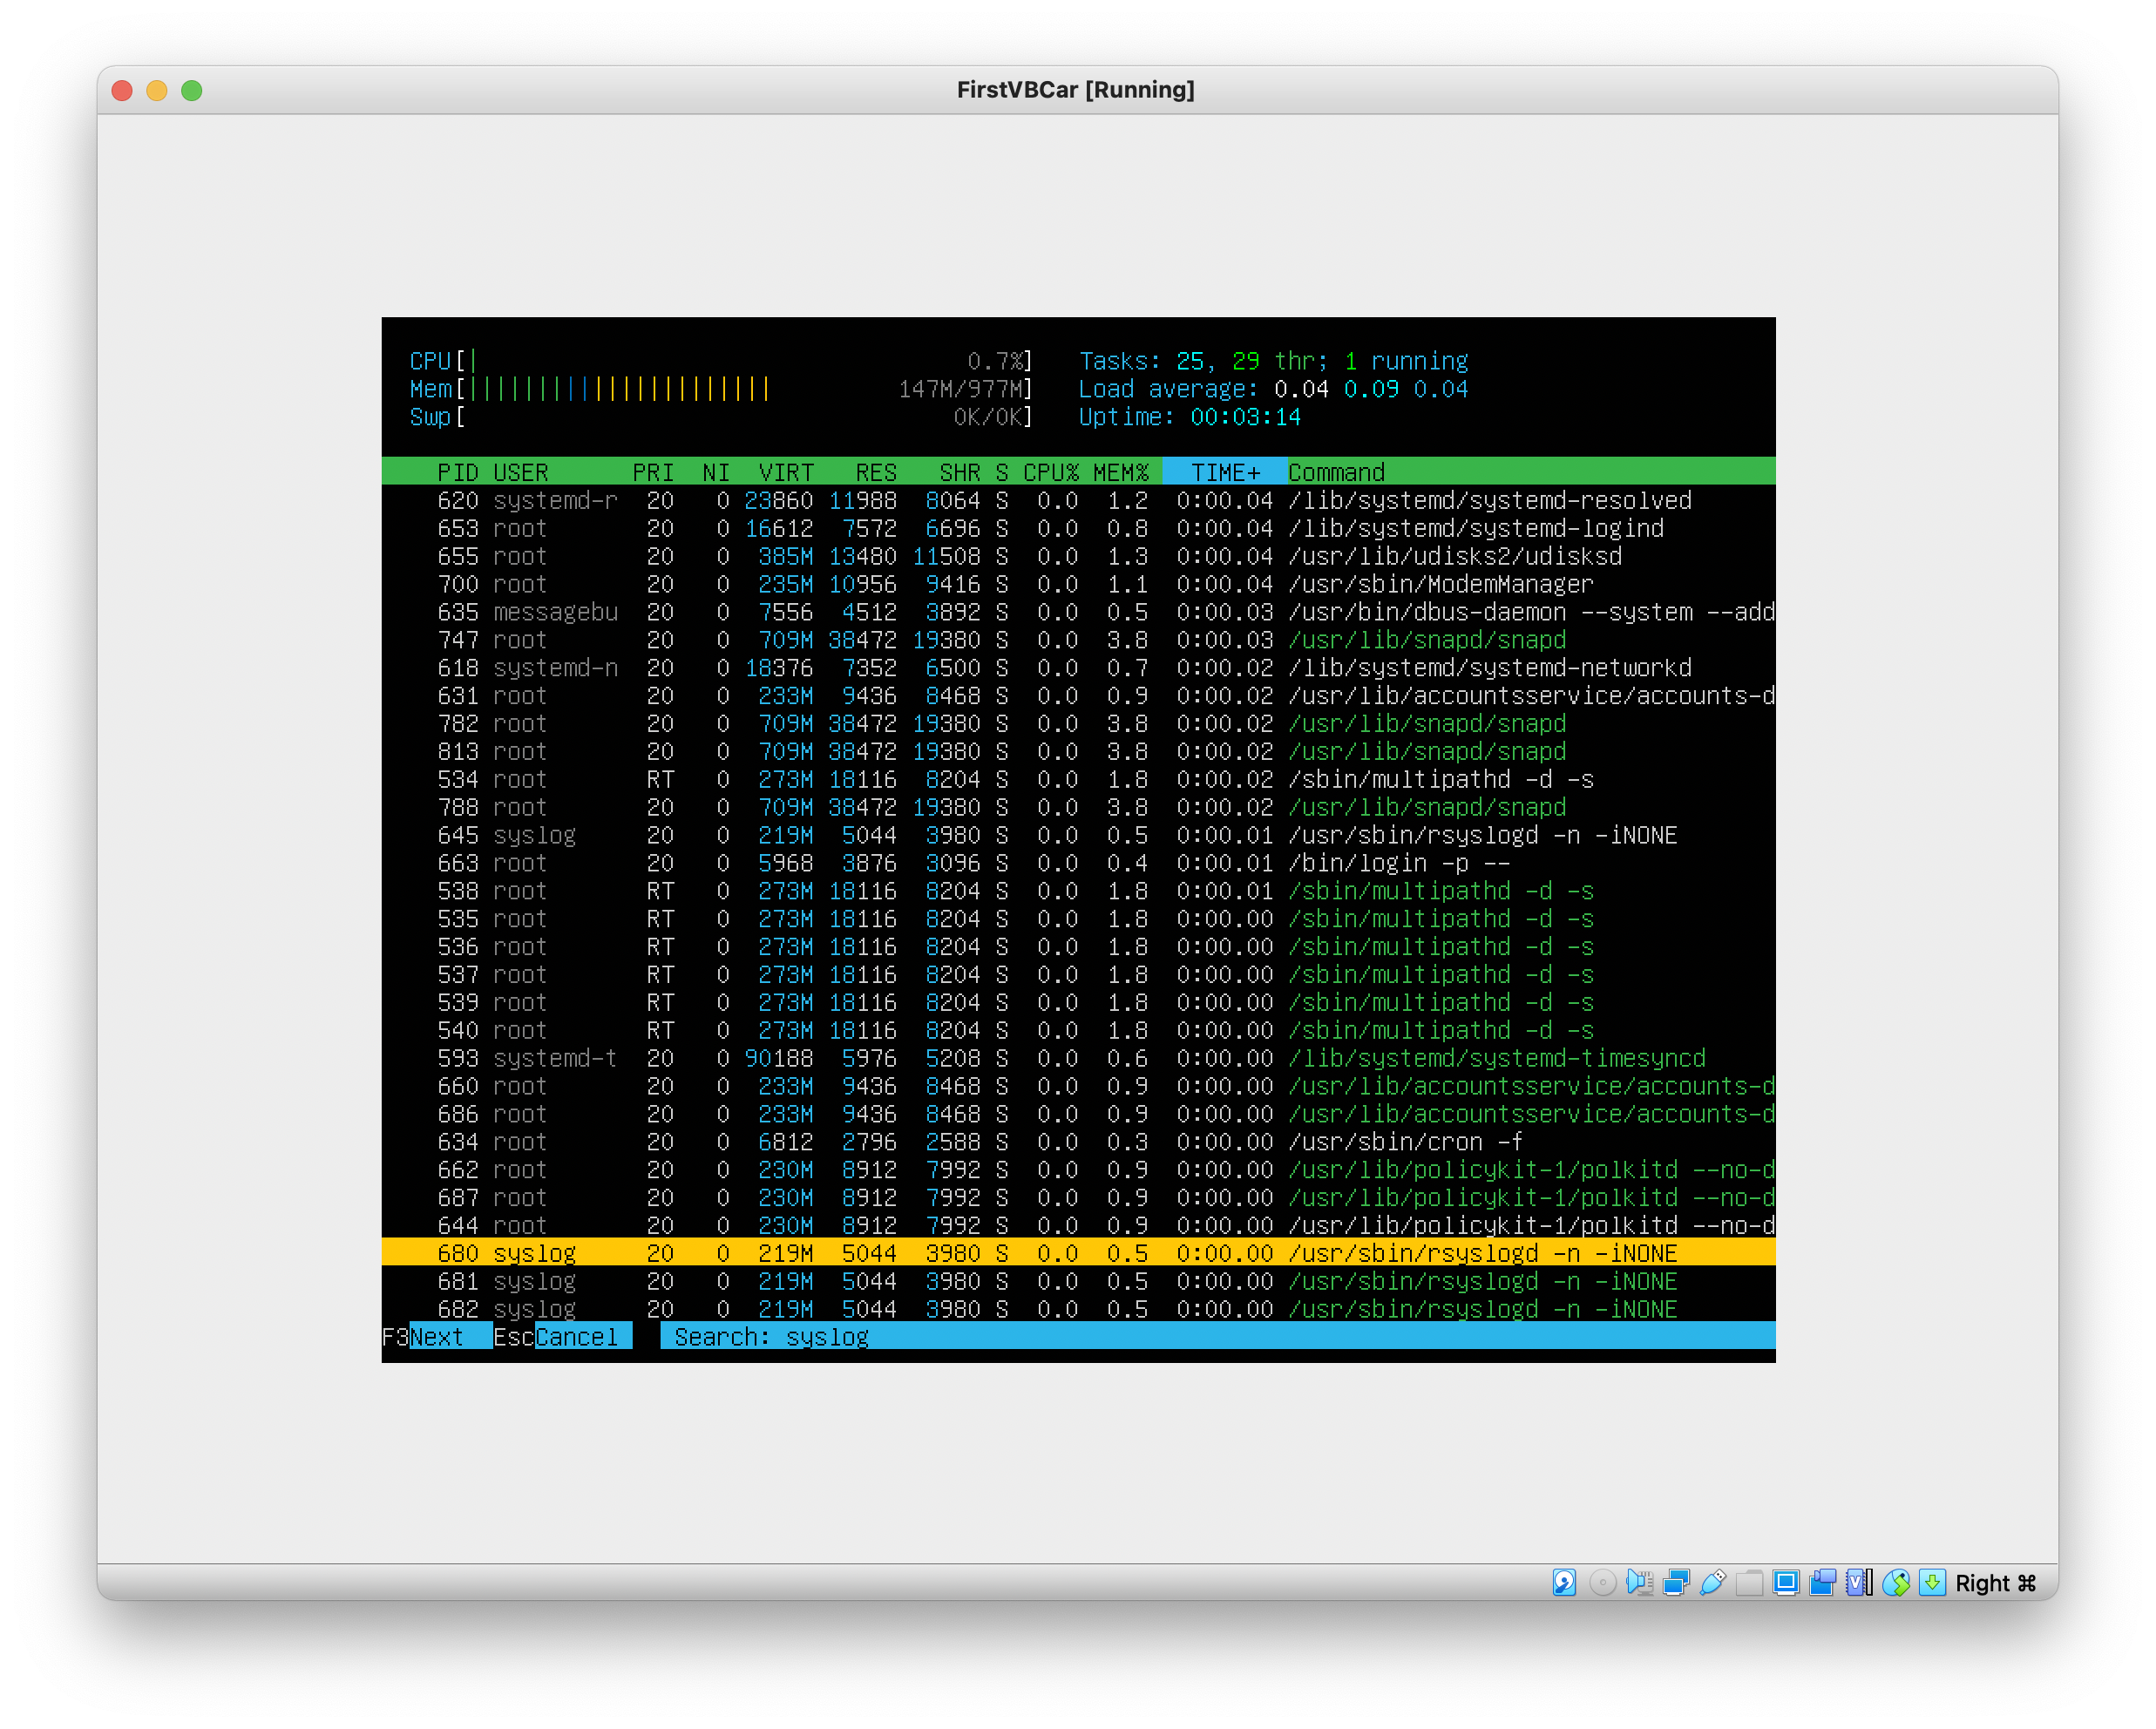 FirstVBCar [Running]
CPU[| 0.7%] Tasks: 25, 29 thr; 1 running
Mem[|||||||||||||||||||||| 147M/977M] Load average: 0.04 0.09 0.04
Swp[ 0K/0K] Uptime: 00:03:14
PID USER PRI NI VIRT RES SHR S CPU% MEM% TIME+ Command
620 systemd-r 20 0 23860 11988 8064 S 0.0 1.2 0:00.04 /lib/systemd/systemd-resolved
653 root 20 0 16612 7572 6696 S 0.0 0.8 0:00.04 /lib/systemd/systemd-logind
655 root 20 0 385M 13480 11508 S 0.0 1.3 0:00.04 /usr/lib/udisks2/udisksd
700 root 20 0 235M 10956 9416 S 0.0 1.1 0:00.04 /usr/sbin/ModemManager
635 messagebu 20 0 7556 4512 3892 S 0.0 0.5 0:00.03 /usr/bin/dbus-daemon --system --add
747 root 20 0 709M 38472 19380 S 0.0 3.8 0:00.03 /usr/lib/snapd/snapd
618 systemd-n 20 0 18376 7352 6500 S 0.0 0.7 0:00.02 /lib/systemd/systemd-networkd
631 root 20 0 233M 9436 8468 S 0.0 0.9 0:00.02 /usr/lib/accountsservice/accounts-d
782 root 20 0 709M 38472 19380 S 0.0 3.8 0:00.02 /usr/lib/snapd/snapd
813 root 20 0 709M 38472 19380 S 0.0 3.8 0:00.02 /usr/lib/snapd/snapd
534 root RT 0 273M 18116 8204 S 0.0 1.8 0:00.02 /sbin/multipathd -d -s
788 root 20 0 709M 38472 19380 S 0.0 3.8 0:00.02 /usr/lib/snapd/snapd
645 syslog 20 0 219M 5044 3980 S 0.0 0.5 0:00.01 /usr/sbin/rsyslogd -n -iNONE
663 root 20 0 5968 3876 3096 S 0.0 0.4 0:00.01 /bin/login -p --
538 root RT 0 273M 18116 8204 S 0.0 1.8 0:00.01 /sbin/multipathd -d -s
535 root RT 0 273M 18116 8204 S 0.0 1.8 0:00.00 /sbin/multipathd -d -s
536 root RT 0 273M 18116 8204 S 0.0 1.8 0:00.00 /sbin/multipathd -d -s
537 root RT 0 273M 18116 8204 S 0.0 1.8 0:00.00 /sbin/multipathd -d -s
539 root RT 0 273M 18116 8204 S 0.0 1.8 0:00.00 /sbin/multipathd -d -s
540 root RT 0 273M 18116 8204 S 0.0 1.8 0:00.00 /sbin/multipathd -d -s
593 systemd-t 20 0 90188 5976 5208 S 0.0 0.6 0:00.00 /lib/systemd/systemd-timesyncd
660 root 20 0 233M 9436 8468 S 0.0 0.9 0:00.00 /usr/lib/accountsservice/accounts-d
686 root 20 0 233M 9436 8468 S 0.0 0.9 0:00.00 /usr/lib/accountsservice/accounts-d
634 root 20 0 6812 2796 2588 S 0.0 0.3 0:00.00 /usr/sbin/cron -f
662 root 20 0 230M 8912 7992 S 0.0 0.9 0:00.00 /usr/lib/policykit-1/polkitd --no-d
687 root 20 0 230M 8912 7992 S 0.0 0.9 0:00.00 /usr/lib/policykit-1/polkitd --no-d
644 root 20 0 230M 8912 7992 S 0.0 0.9 0:00.00 /usr/lib/policykit-1/polkitd --no-d
680 syslog 20 0 219M 5044 3980 S 0.0 0.5 0:00.00 /usr/sbin/rsyslogd -n -iNONE
681 syslog 20 0 219M 5044 3980 S 0.0 0.5 0:00.00 /usr/sbin/rsyslogd -n -iNONE
682 syslog 20 0 219M 5044 3980 S 0.0 0.5 0:00.00 /usr/sbin/rsyslogd -n -iNONE
F3Next EscCancel Search: syslog
Right ⌘